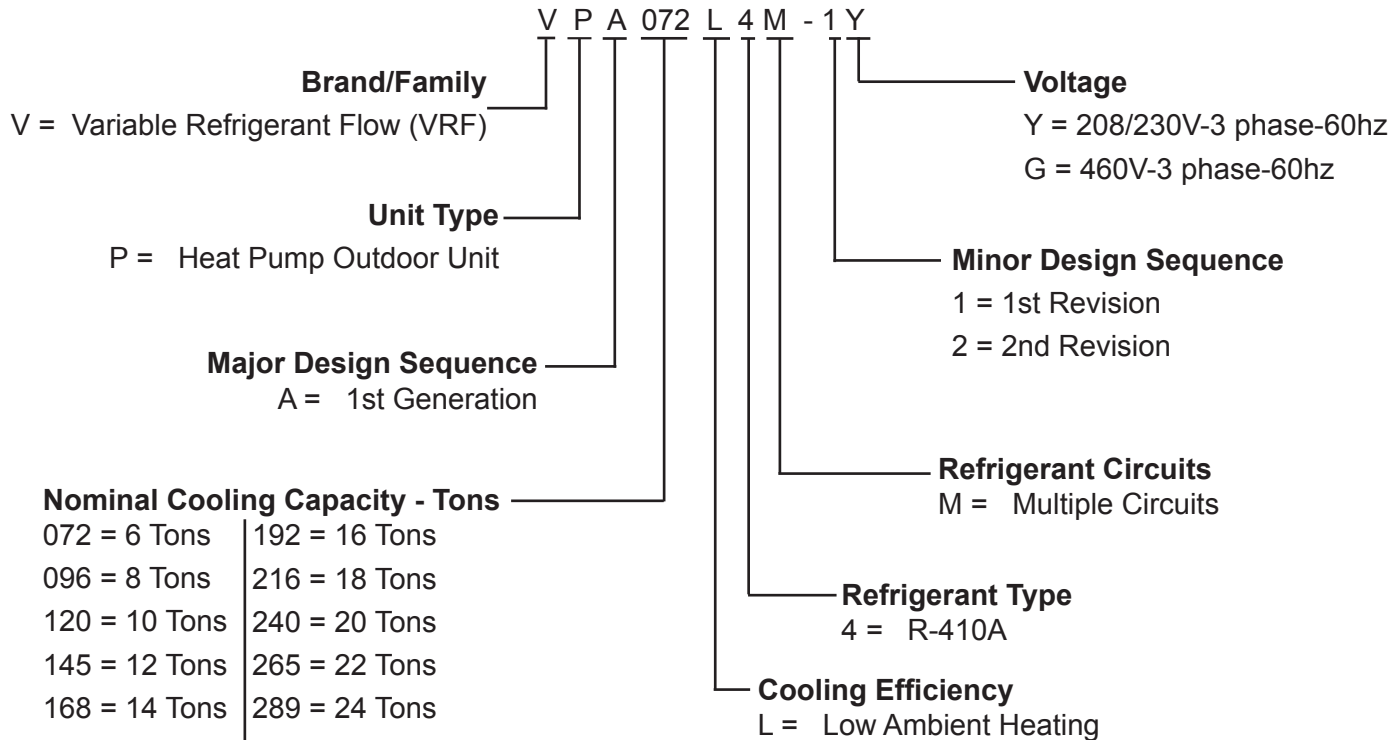 V P A 072 L 4 M - 1 Y
Brand/Family
V = Variable Refrigerant Flow (VRF)
Unit Type
P = Heat Pump Outdoor Unit
Major Design Sequence
A = 1st Generation
Nominal Cooling Capacity - Tons
072 = 6 Tons
096 = 8 Tons
120 = 10 Tons
145 = 12 Tons
168 = 14 Tons
192 = 16 Tons
216 = 18 Tons
240 = 20 Tons
265 = 22 Tons
289 = 24 Tons
Voltage
Y = 208/230V-3 phase-60hz
G = 460V-3 phase-60hz
Minor Design Sequence
1 = 1st Revision
2 = 2nd Revision
Refrigerant Circuits
M = Multiple Circuits
Refrigerant Type
4 = R-410A
Cooling Efficiency
L = Low Ambient Heating